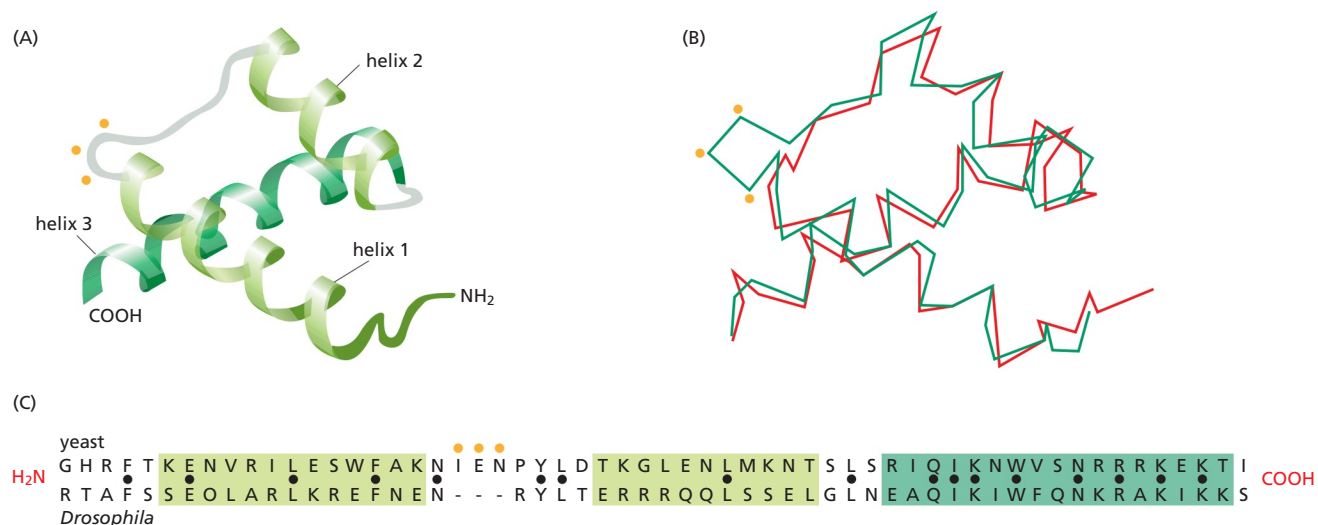 (A)
(B)
helix 2
helix 3
helix 1
NH2
COOH
(C)
yeast
H2N
G H R F T K E N V R I L E S W F A K N I E N P Y L D T K G L E N L M K N T S L S R I Q I K N W V S N R R R K E K T I
COOH
R T A F S S E O L A R L K R E F N E N - - - R Y L T E R R R Q Q L S S E L G L N E A Q I K I W F Q N K R A K I K K S
Drosophila